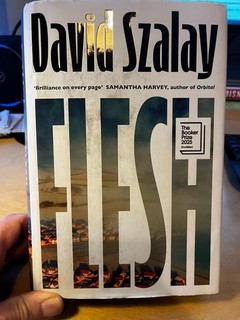 David Szalay
'Brilliance on every page' SAMANTHA HARVEY, author of Orbital
FLESH
The
Booker
Prize
2025